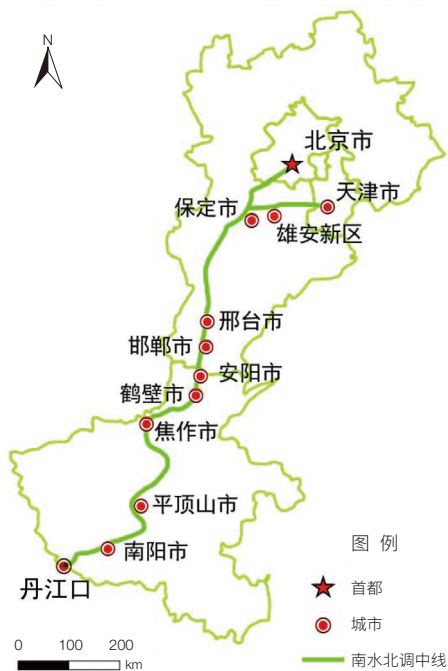 N
北京市
天津市
保定市
雄安新区
邢台市
邯郸市
安阳市
鹤壁市
焦作市
平顶山市
南阳市
丹江口
图例
首都
城市
南水北调中线
0 100 200
km